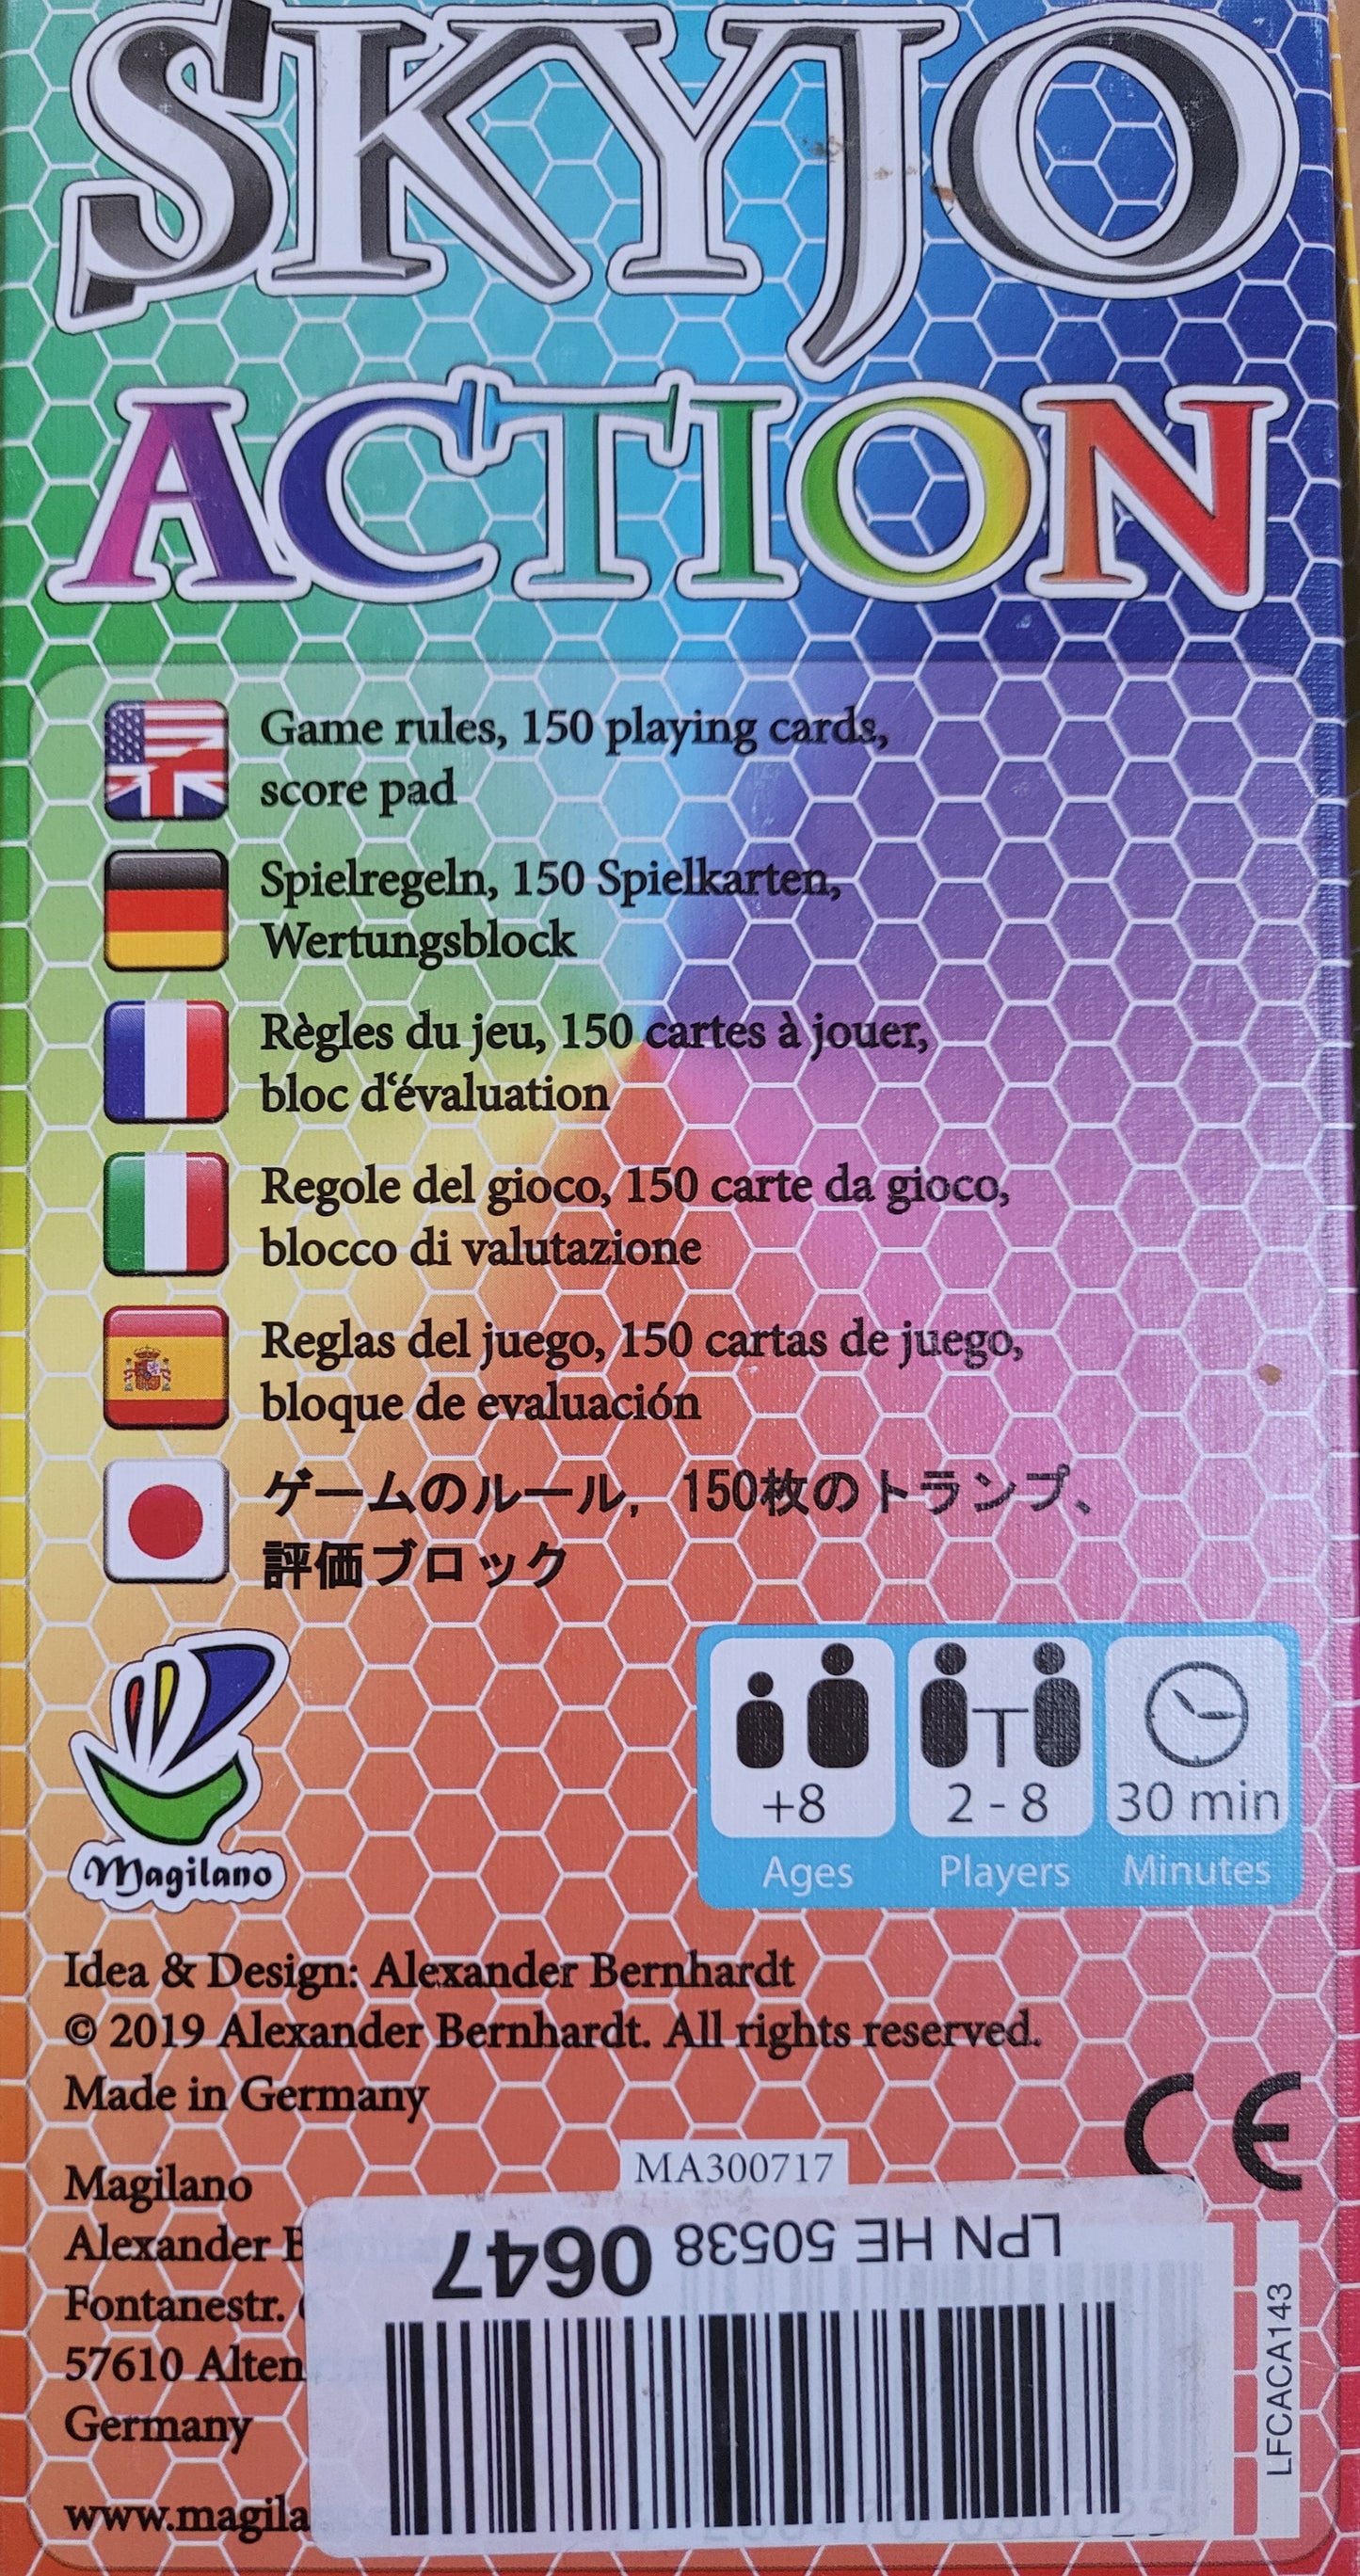 SKYJO
ACTION
Game rules, 150 playing cards,
score pad
Spielregeln, 150 Spielkarten,
Wertungsblock
Règles du jeu, 150 cartes à jouer,
bloc d‘évaluation
Regole del gioco, 150 carte da gioco,
blocco di valutazione
Reglas del juego, 150 cartas de juego,
bloque de evaluación
ゲームのルール, 150枚のトランプ、
評価ブロック
Magilano
+8
2 - 8
30 min
Ages
Players
Minutes
Idea & Design: Alexander Bernhardt
© 2019 Alexander Bernhardt. All rights reserved.
Made in Germany
CE
MA300717
Magilano
Alexander
Fontanestr.
57610
Germany
LPN HE 50538 0647
LFCACA143